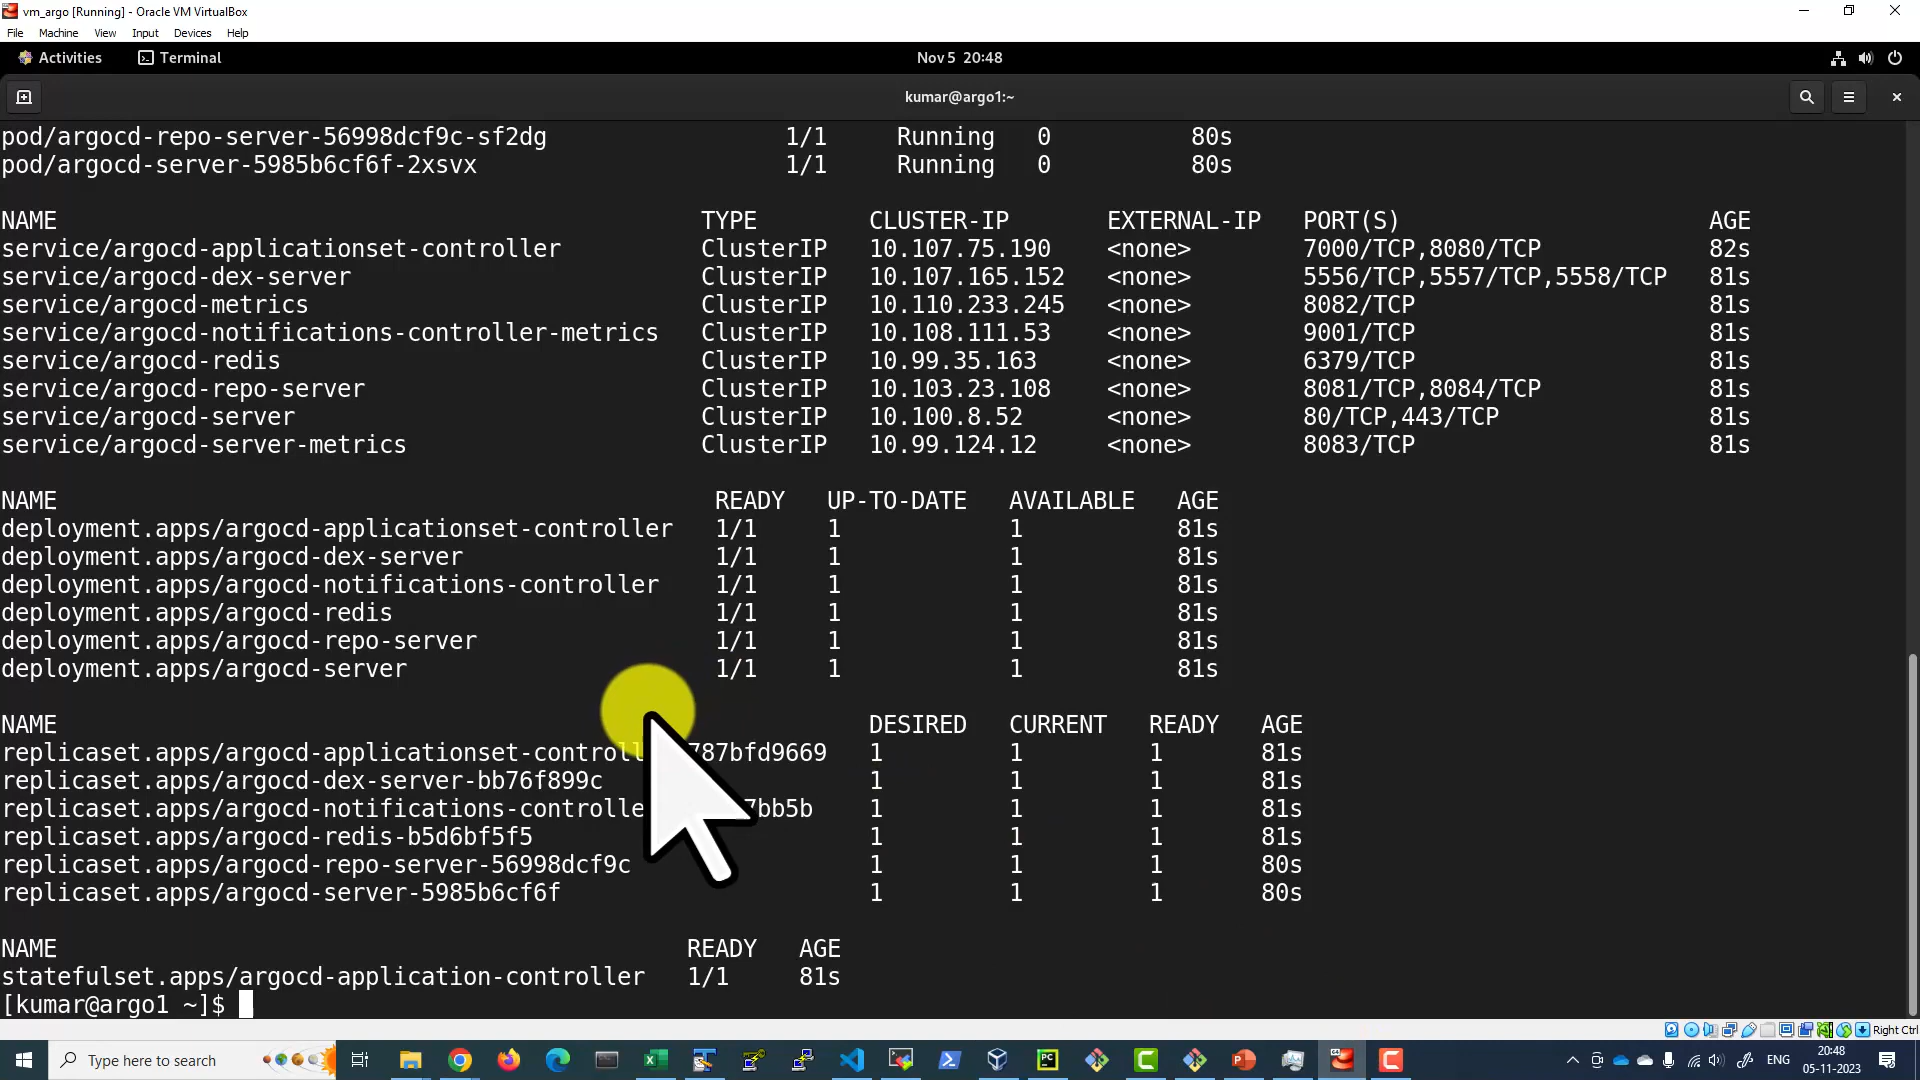 vm_argo [Running] - Oracle VM VirtualBox
File Machine View Input Devices Help
Activities Terminal Nov 5 20:48
kumar@argo1:~
pod/argocd-repo-server-56998dcf9c-sf2dg 1/1 Running 0 80s
pod/argocd-server-5985b6cf6f-2xsvx 1/1 Running 0 80s
NAME TYPE CLUSTER-IP EXTERNAL-IP PORT(S) AGE
service/argocd-applicationset-controller ClusterIP 10.107.75.190 <none> 7000/TCP,8080/TCP 82s
service/argocd-dex-server ClusterIP 10.107.165.152 <none> 5556/TCP,5557/TCP,5558/TCP 81s
service/argocd-metrics ClusterIP 10.110.233.245 <none> 8082/TCP 81s
service/argocd-notifications-controller-metrics ClusterIP 10.108.111.53 <none> 9001/TCP 81s
service/argocd-redis ClusterIP 10.99.35.163 <none> 6379/TCP 81s
service/argocd-repo-server ClusterIP 10.103.23.108 <none> 8081/TCP,8084/TCP 81s
service/argocd-server ClusterIP 10.100.8.52 <none> 80/TCP,443/TCP 81s
service/argocd-server-metrics ClusterIP 10.99.124.12 <none> 8083/TCP 81s
NAME READY UP-TO-DATE AVAILABLE AGE
deployment.apps/argocd-applicationset-controller 1/1 1 1 81s
deployment.apps/argocd-dex-server 1/1 1 1 81s
deployment.apps/argocd-notifications-controller 1/1 1 1 81s
deployment.apps/argocd-redis 1/1 1 1 81s
deployment.apps/argocd-repo-server 1/1 1 1 81s
deployment.apps/argocd-server 1/1 1 1 81s
NAME DESIRED CURRENT READY AGE
replicaset.apps/argocd-applicationset-controll 787bfd9669 1 1 1 81s
replicaset.apps/argocd-dex-server-bb76f899c 1 1 1 81s
replicaset.apps/argocd-notifications-controlle 7bb5b 1 1 1 81s
replicaset.apps/argocd-redis-b5d6bf5f5 1 1 1 81s
replicaset.apps/argocd-repo-server-56998dcf9c 1 1 1 80s
replicaset.apps/argocd-server-5985b6cf6f 1 1 1 80s
NAME READY AGE
statefulset.apps/argocd-application-controller 1/1 81s
[kumar@argo1 ~]$
Right Ctrl
Type here to search
ENG
20:48
05-11-2023